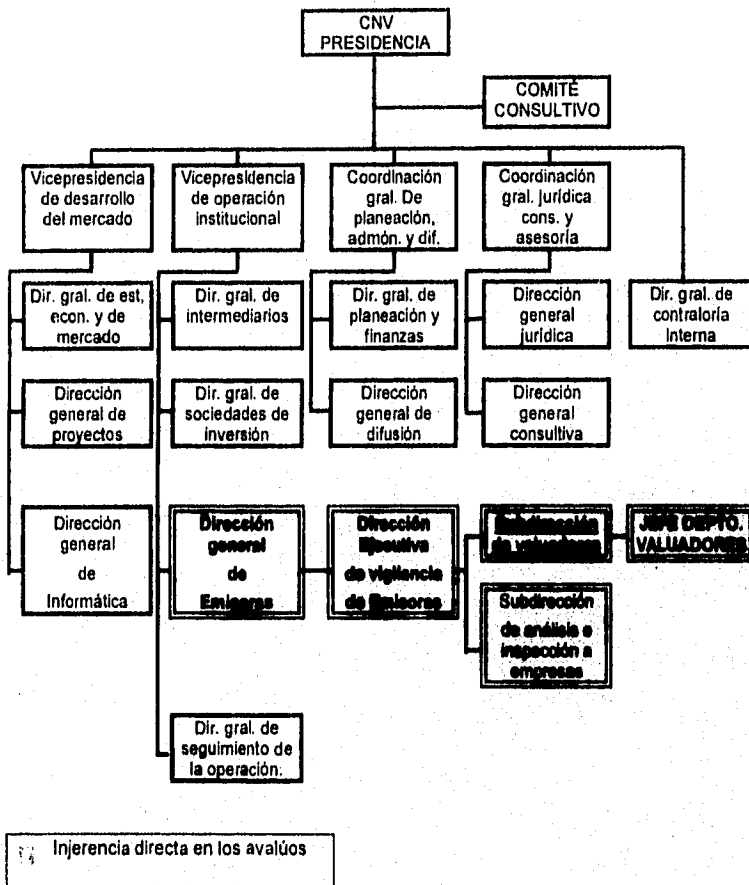 CNV
PRESIDENCIA
COMITÉ
CONSULTIVO
Vicepresidencia
de desarrollo
del mercado
Vicepresidencia
de operación
institucional
Coordinación
gral. De
planeación,
admón. y dif.
Coordinación
gral. jurídica
cons. y
asesoría
Dir. gral. de est,
econ. y de
mercado
Dir. gral. de
intermediarios
Dir. gral. de
planeación y
finanzas
Dirección
general
jurídica
Dir. gral. de
contraloría
Interna
Dirección
general de
proyectos
Dir. gral. de
sociedades de
inversión
Dirección
general de
difusión
Dirección
general
consultiva
Dirección
general
de
Informática
Dirección
general
de
Emisoras
Dirección
Ejecutiva
de vigilancia
de Emisoras
Subdirección
de valuadores
JEFE DEPTO.
VALUADORES
Subdirección
de análisis e
inspección a
empresas
Dir. gral. de
seguimiento de
la operación.
Injerencia directa en los avalúos